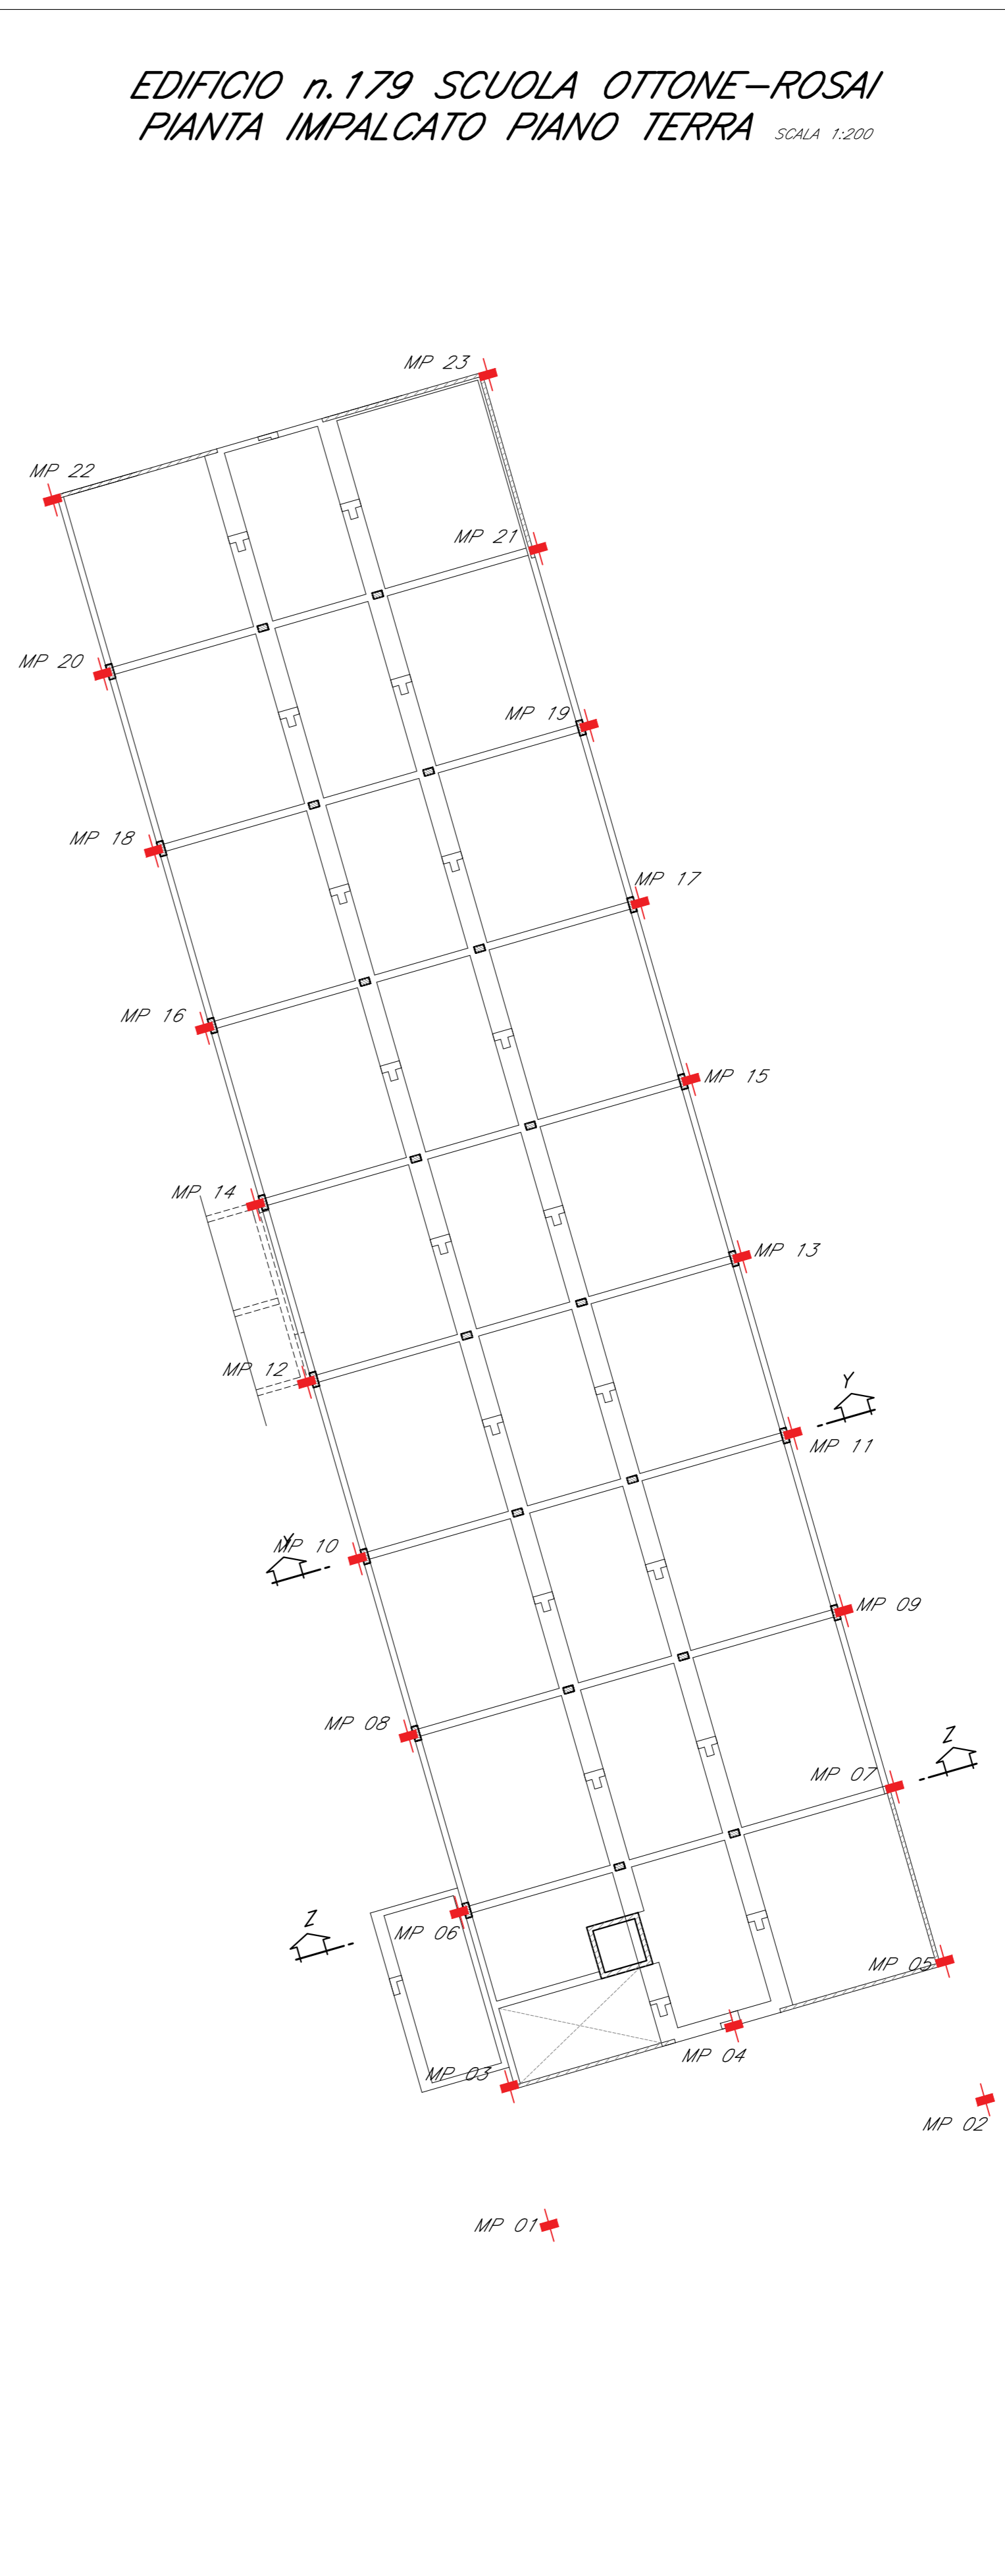 EDIFICIO n.179 SCUOLA OTTONE-ROSAI
PIANTA IMPALCATO PIANO TERRA SCALA 1:200
MP 23
MP 22
MP 21
MP 20
MP 19
MP 18
MP 17
MP 16
MP 15
MP 14
MP 13
MP 12
Y
MP 11
Y
MP 10
MP 09
MP 08
Z
MP 07
Z
MP 06
MP 05
MP 04
MP 03
MP 02
MP 01